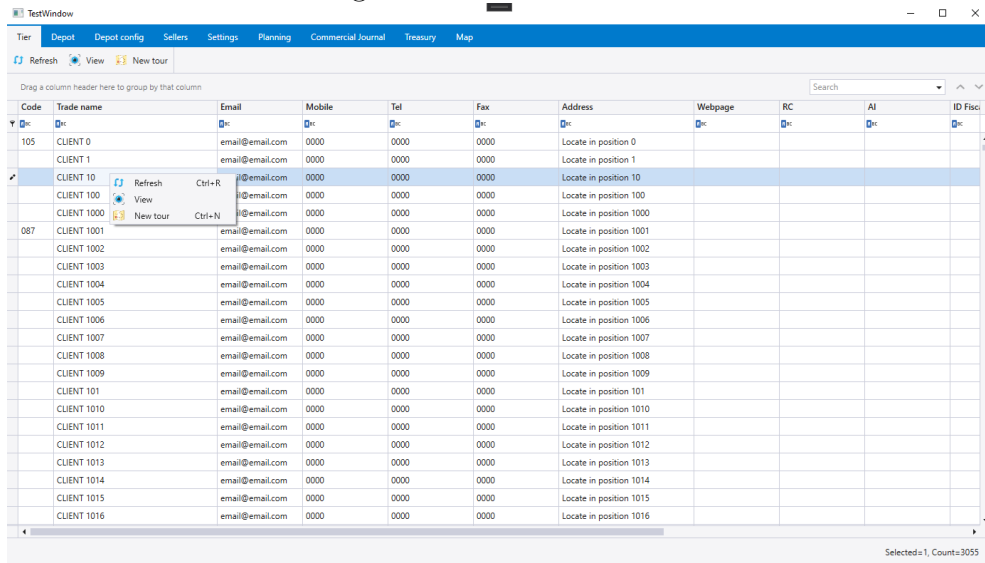 TestWindow
Tier Depot Depot config Sellers Settings Planning Commercial Journal Treasury Map
Refresh View New tour
Drag a column header here to group by that column Search
Code Trade name Email Mobile Tel Fax Address Webpage RC AI ID Fisc
105 CLIENT 0 email@email.com 0000 0000 0000 Locate in position 0
CLIENT 1 email@email.com 0000 0000 0000 Locate in position 1
CLIENT 10 il@email.com 0000 0000 0000 Locate in position 10
Refresh Ctrl+R
CLIENT 100 il@email.com 0000 0000 0000 Locate in position 100
View
CLIENT 1000 il@email.com 0000 0000 0000 Locate in position 1000
New tour Ctrl+N
087 CLIENT 1001 email@email.com 0000 0000 0000 Locate in position 1001
CLIENT 1002 email@email.com 0000 0000 0000 Locate in position 1002
CLIENT 1003 email@email.com 0000 0000 0000 Locate in position 1003
CLIENT 1004 email@email.com 0000 0000 0000 Locate in position 1004
CLIENT 1005 email@email.com 0000 0000 0000 Locate in position 1005
CLIENT 1006 email@email.com 0000 0000 0000 Locate in position 1006
CLIENT 1007 email@email.com 0000 0000 0000 Locate in position 1007
CLIENT 1008 email@email.com 0000 0000 0000 Locate in position 1008
CLIENT 1009 email@email.com 0000 0000 0000 Locate in position 1009
CLIENT 101 email@email.com 0000 0000 0000 Locate in position 101
CLIENT 1010 email@email.com 0000 0000 0000 Locate in position 1010
CLIENT 1011 email@email.com 0000 0000 0000 Locate in position 1011
CLIENT 1012 email@email.com 0000 0000 0000 Locate in position 1012
CLIENT 1013 email@email.com 0000 0000 0000 Locate in position 1013
CLIENT 1014 email@email.com 0000 0000 0000 Locate in position 1014
CLIENT 1015 email@email.com 0000 0000 0000 Locate in position 1015
CLIENT 1016 email@email.com 0000 0000 0000 Locate in position 1016
Selected=1, Count=3055